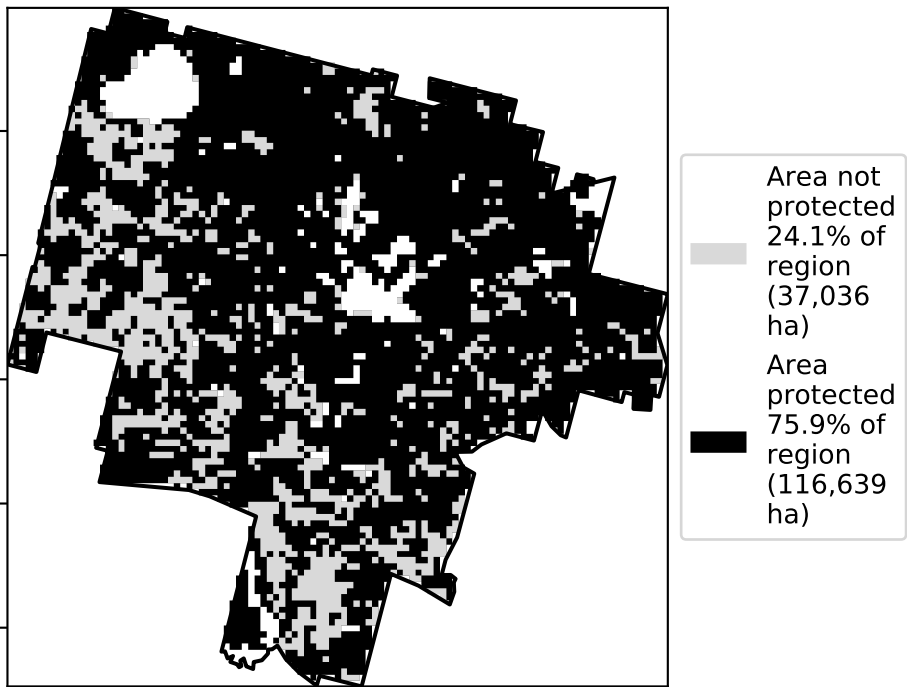 Area not
protected
24.1% of
region
(37,036
ha)
Area
protected
75.9% of
region
(116,639
ha)